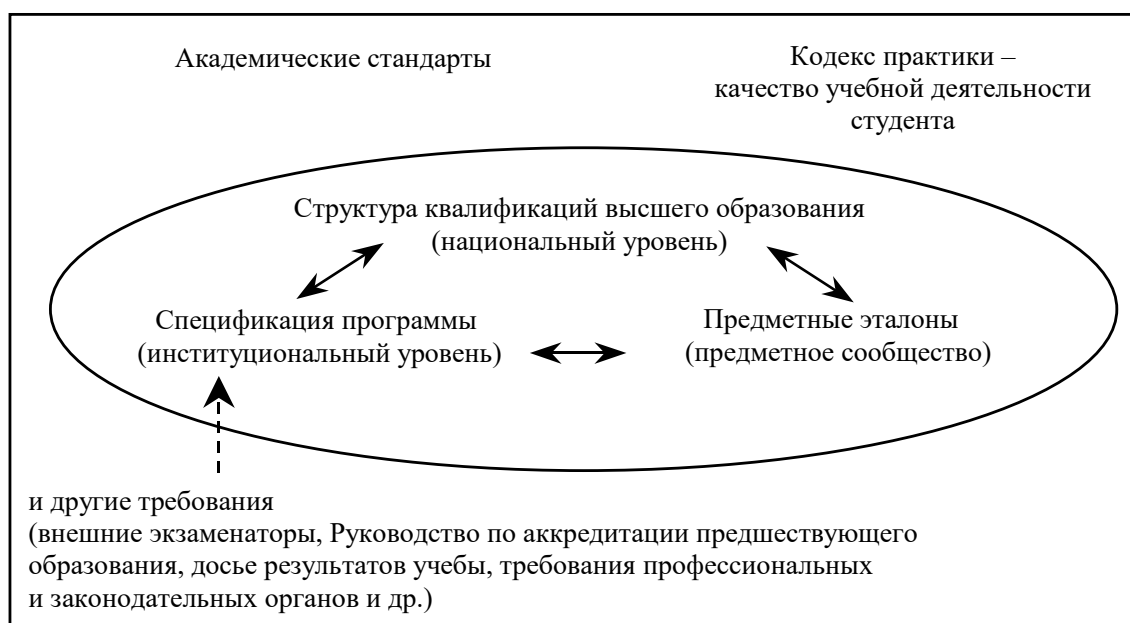 Академические стандарты
Кодекс практики –
качество учебной деятельности
студента
Структура квалификаций высшего образования
(национальный уровень)
Спецификация программы
(институциональный уровень)
Предметные эталоны
(предметное сообщество)
и другие требования
(внешние экзаменаторы, Руководство по аккредитации предшествующего
образования, досье результатов учебы, требования профессиональных
и законодательных органов и др.)